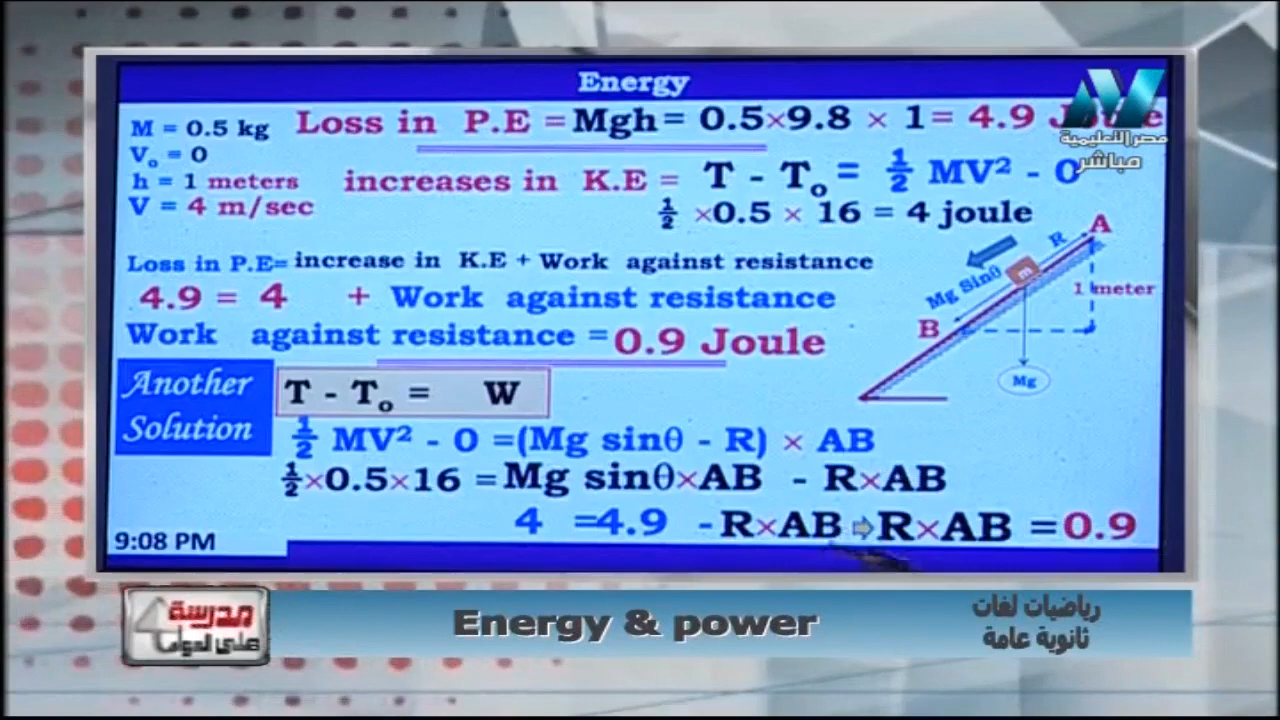 Energy
مصر التعليمية
مباشر
M = 0.5 kg
V₀ = 0
h = 1 meters
V = 4 m/sec
Loss in P.E = Mgh = 0.5×9.8 × 1 = 4.9 Joule
increases in K.E = T - T₀ = ½ MV² - 0
½ ×0.5 × 16 = 4 joule
Loss in P.E= increase in K.E + Work against resistance
4.9 = 4 + Work against resistance
Work against resistance = 0.9 Joule
A
R
m
Mg Sinθ
1 meter
B
Mg
Another
Solution
T - T₀ = W
½ MV² - 0 =(Mg sinθ - R) × AB
½×0.5×16 =Mg sinθ×AB - R×AB
4 =4.9 -R×AB ⇨ R×AB =0.9
9:08 PM
مدرسة
على الهواء
Energy & power
رياضيات لغات
ثانوية عامة